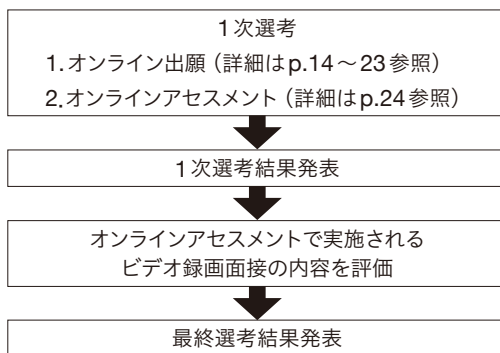 1次選考
1.オンライン出願（詳細はp.14～23参照）
2.オンラインアセスメント（詳細はp.24参照）
1次選考結果発表
オンラインアセスメントで実施される
ビデオ録画面接の内容を評価
最終選考結果発表